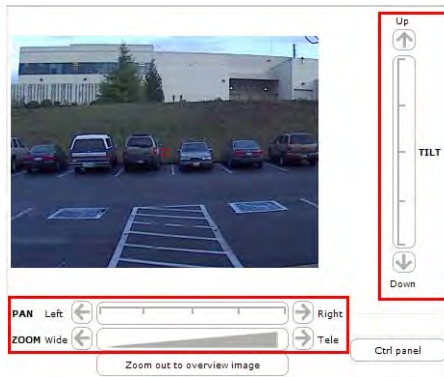 Up
TILT
Down
PAN Left Right
ZOOM Wide Tele
Ctrl panel
Zoom out to overview image